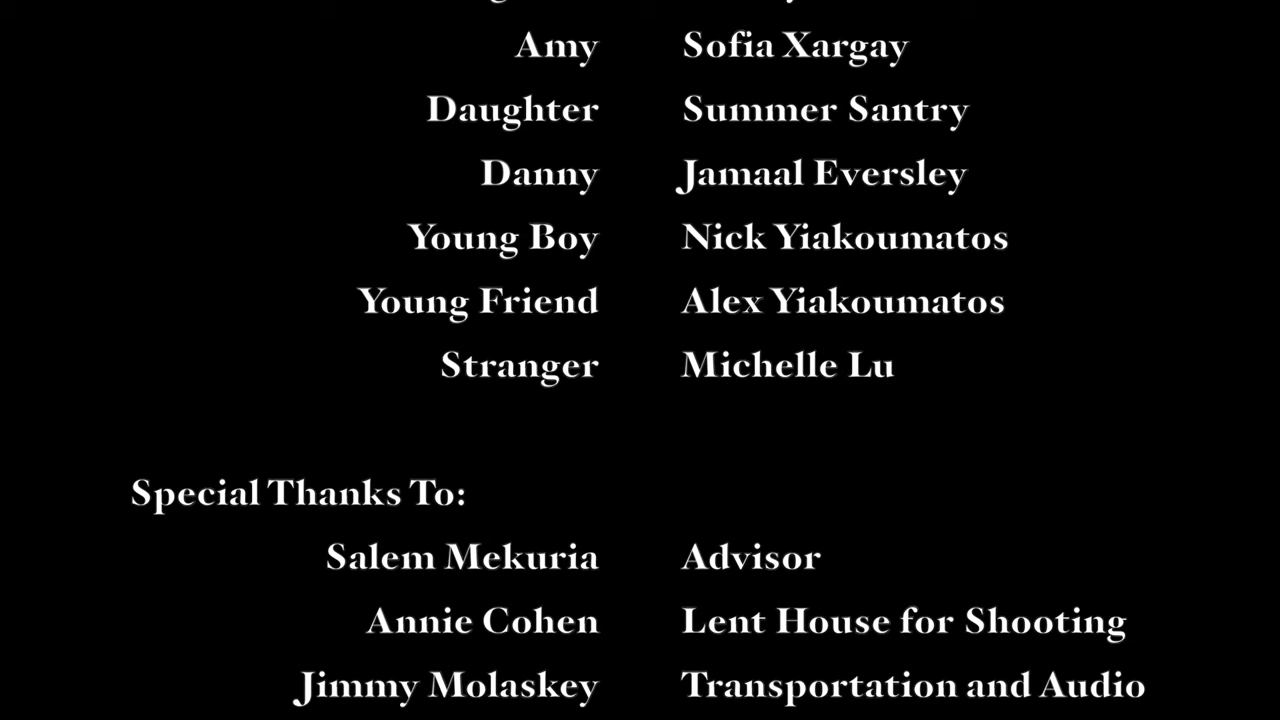 Amy Sofia Xargay
Daughter Summer Santry
Danny Jamaal Eversley
Young Boy Nick Yiakoumatos
Young Friend Alex Yiakoumatos
Stranger Michelle Lu
Special Thanks To:
Salem Mekuria Advisor
Annie Cohen Lent House for Shooting
Jimmy Molaskey Transportation and Audio